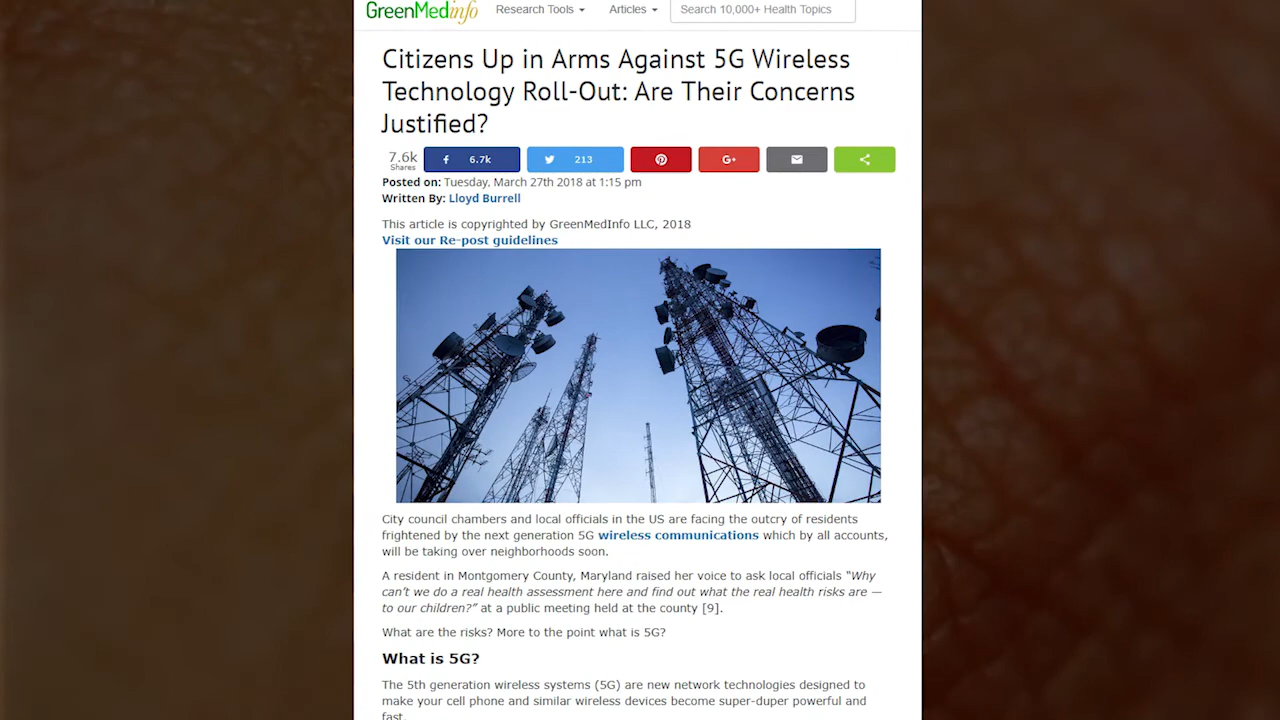 GreenMedinfo Research Tools Articles Search 10,000+ Health Topics
Citizens Up in Arms Against 5G Wireless
Technology Roll-Out: Are Their Concerns
Justified?
7.6k
Shares
6.7k 213 G+
Posted on: Tuesday, March 27th 2018 at 1:15 pm
Written By: Lloyd Burrell
This article is copyrighted by GreenMedInfo LLC, 2018
Visit our Re-post guidelines
City council chambers and local officials in the US are facing the outcry of residents
frightened by the next generation 5G wireless communications which by all accounts,
will be taking over neighborhoods soon.
A resident in Montgomery County, Maryland raised her voice to ask local officials “Why
can’t we do a real health assessment here and find out what the real health risks are —
to our children?” at a public meeting held at the county [9].
What are the risks? More to the point what is 5G?
What is 5G?
The 5th generation wireless systems (5G) are new network technologies designed to
make your cell phone and similar wireless devices become super-duper powerful and
fast.